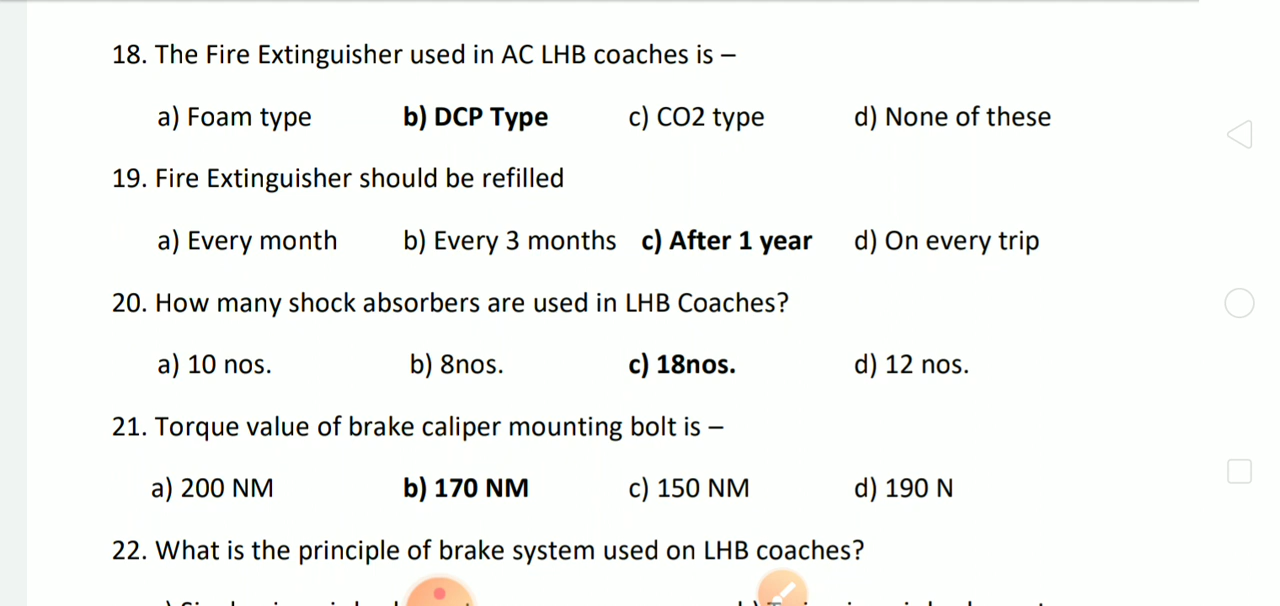 18. The Fire Extinguisher used in AC LHB coaches is –
a) Foam type b) DCP Type c) CO2 type d) None of these
19. Fire Extinguisher should be refilled
a) Every month b) Every 3 months c) After 1 year d) On every trip
20. How many shock absorbers are used in LHB Coaches?
a) 10 nos. b) 8nos. c) 18nos. d) 12 nos.
21. Torque value of brake caliper mounting bolt is –
a) 200 NM b) 170 NM c) 150 NM d) 190 N
22. What is the principle of brake system used on LHB coaches?